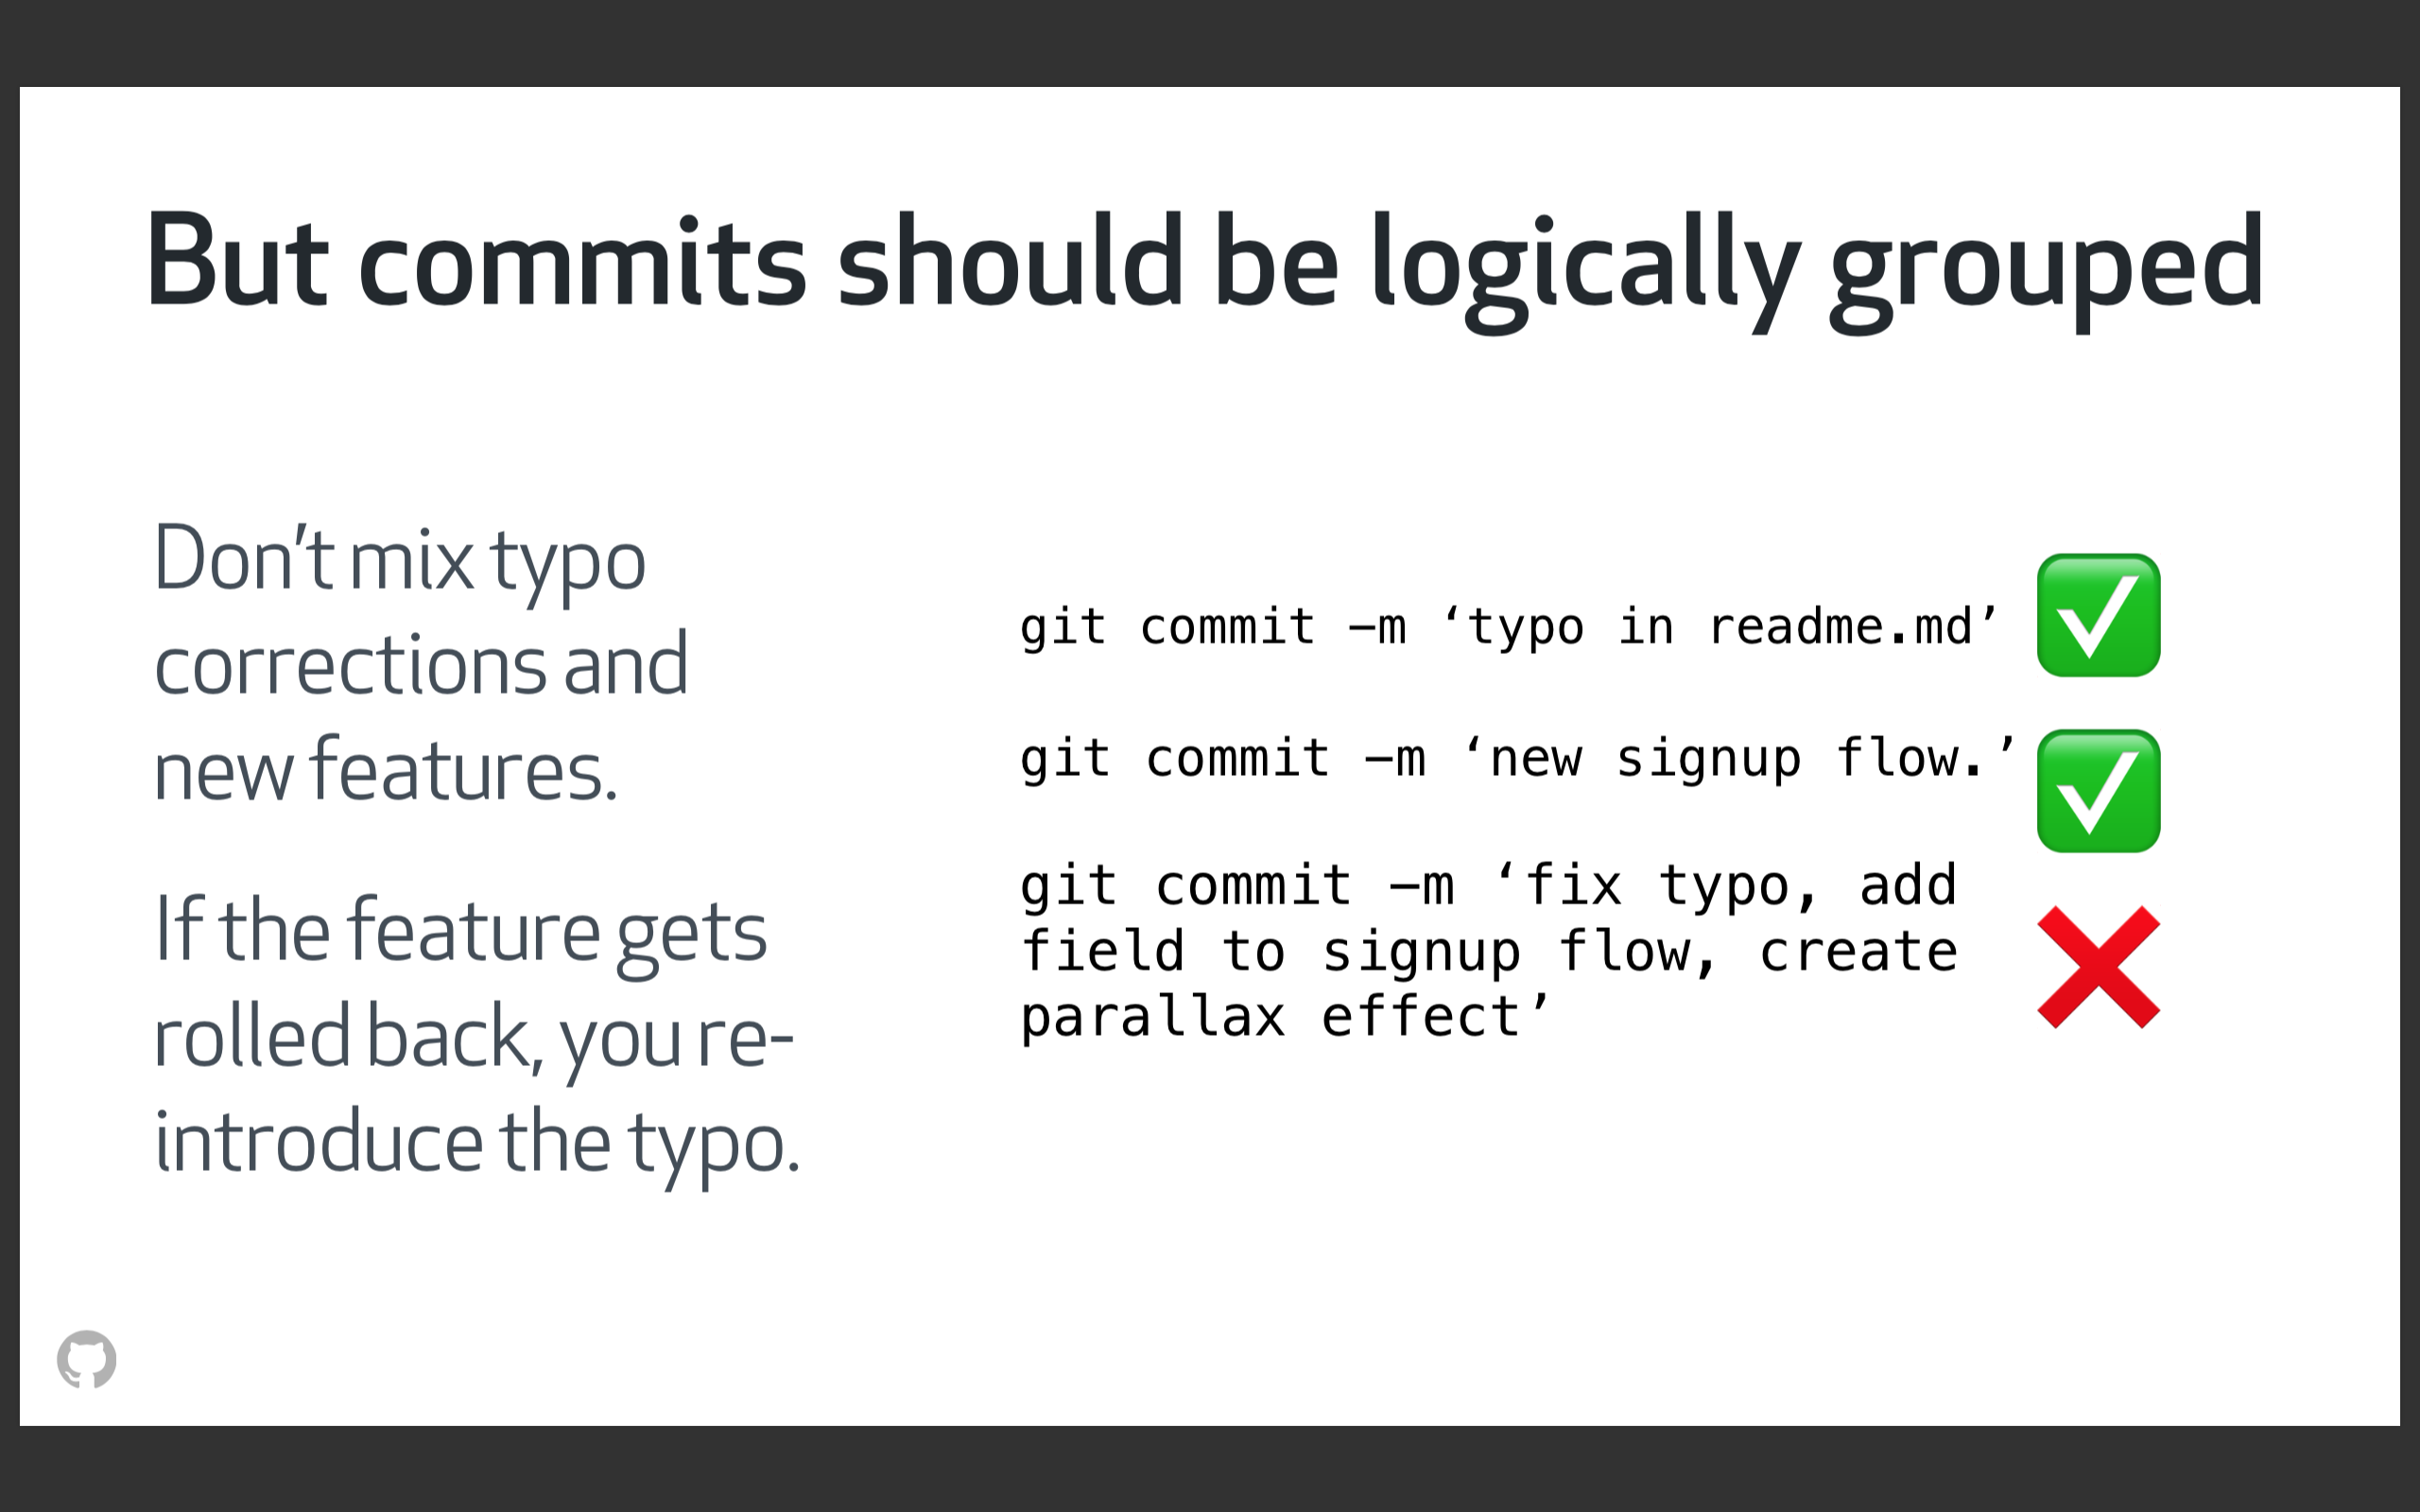 But commits should be logically grouped
Don’t mix typo
corrections and
new features.
If the feature gets
rolled back, you re-
introduce the typo.
git commit –m ‘typo in readme.md’
git commit –m ‘new signup flow.’
git commit –m ‘fix typo, add
field to signup flow, create
parallax effect’